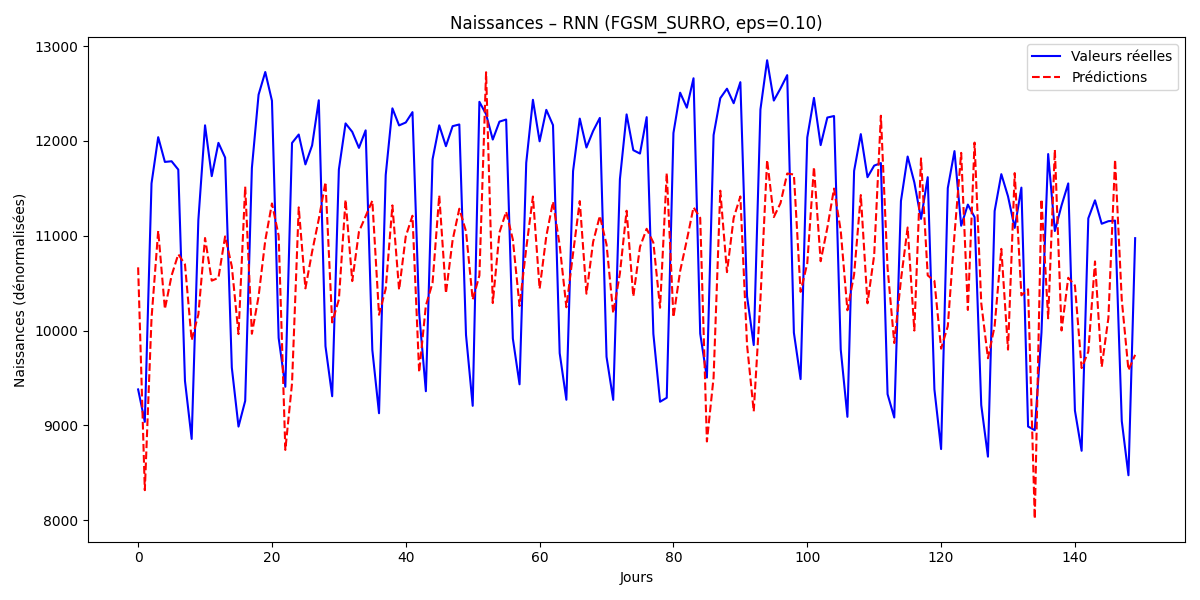 Naissances – RNN (FGSM_SURRO, eps=0.10)
Valeurs réelles
Prédictions
Naissances (dénormalisées)
13000
12000
11000
10000
9000
8000
0 20 40 60 80 100 120 140
Jours